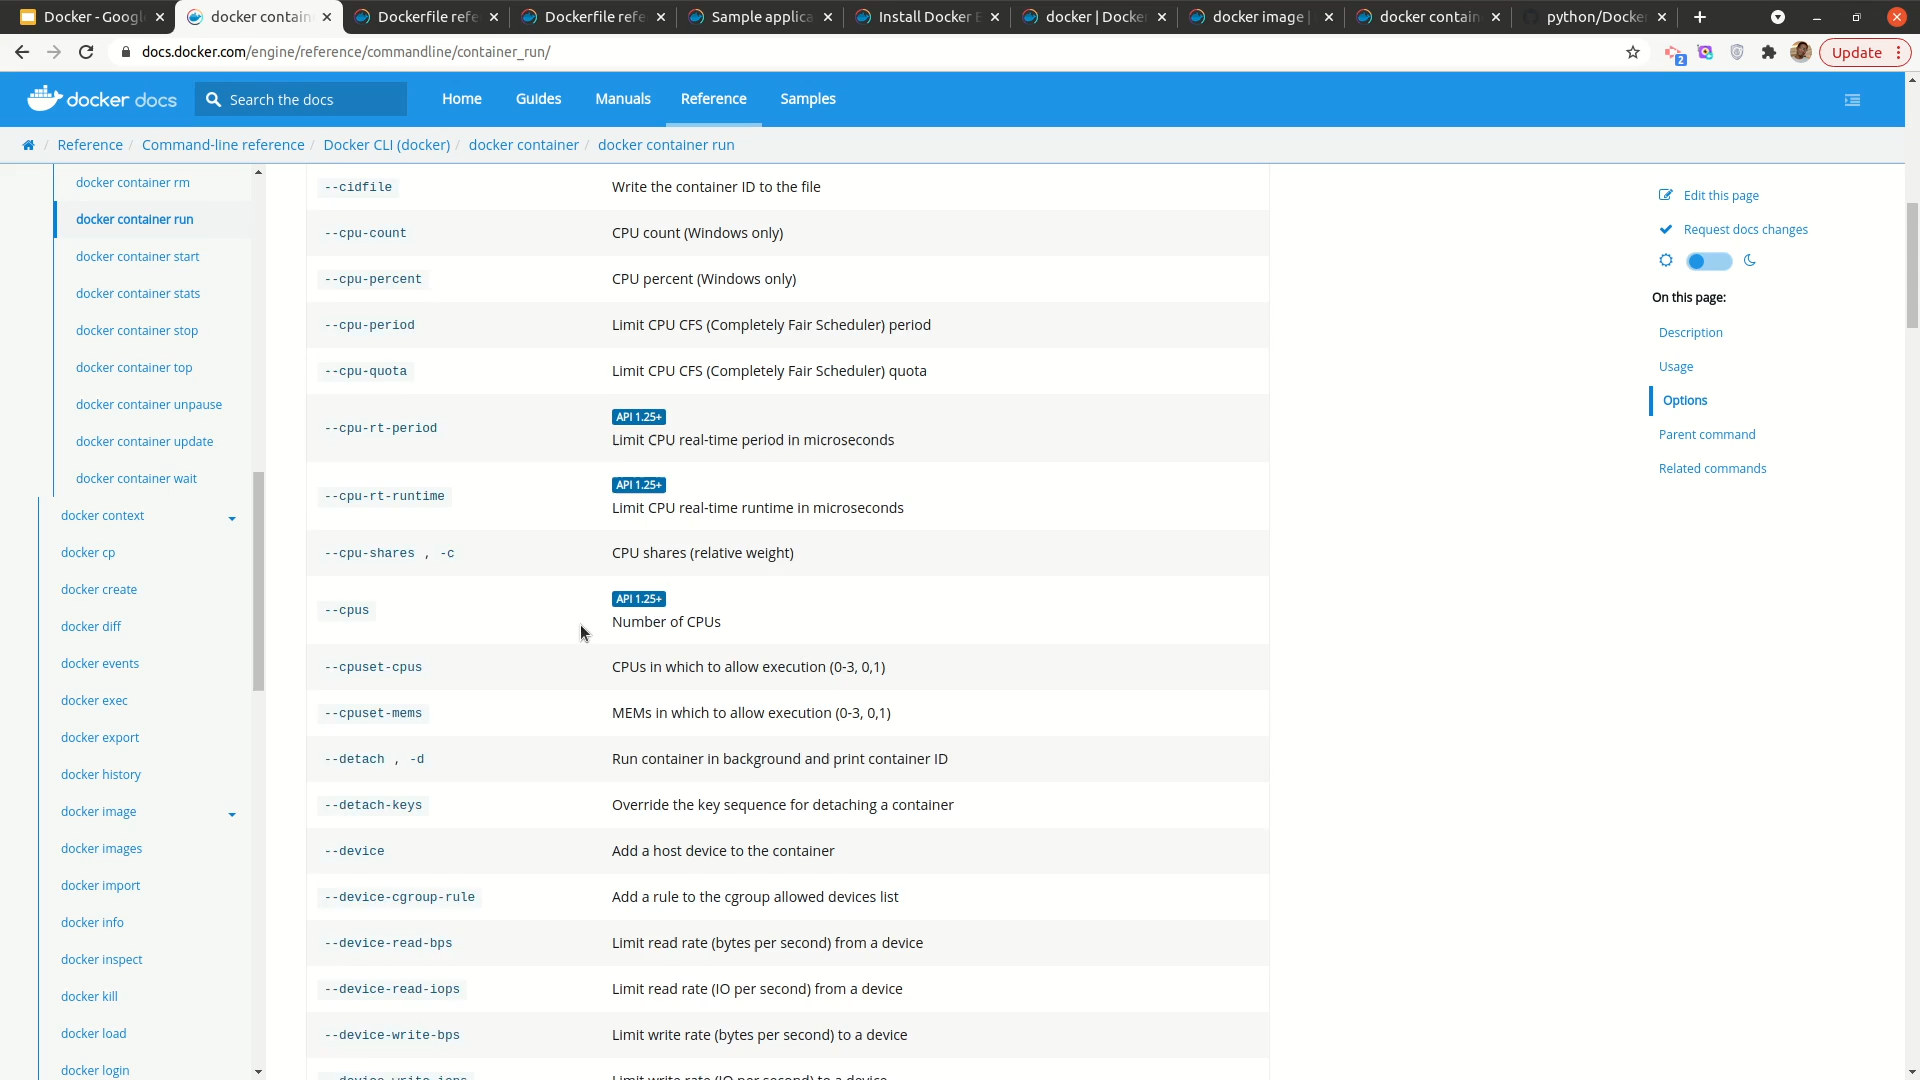 Docker - Google
docker contain
Dockerfile refe
Dockerfile refe
Sample applica
Install Docker E
docker | Docke
docker image |
docker contain
python/Docker
docs.docker.com/engine/reference/commandline/container_run/
2
Update
docker docs
Search the docs
Home
Guides
Manuals
Reference
Samples
/ Reference / Command-line reference / Docker CLI (docker) / docker container / docker container run
docker container rm
docker container run
docker container start
docker container stats
docker container stop
docker container top
docker container unpause
docker container update
docker container wait
docker context
docker cp
docker create
docker diff
docker events
docker exec
docker export
docker history
docker image
docker images
docker import
docker info
docker inspect
docker kill
docker load
docker login
--cidfile Write the container ID to the file
--cpu-count CPU count (Windows only)
--cpu-percent CPU percent (Windows only)
--cpu-period Limit CPU CFS (Completely Fair Scheduler) period
--cpu-quota Limit CPU CFS (Completely Fair Scheduler) quota
API 1.25+
--cpu-rt-period Limit CPU real-time period in microseconds
API 1.25+
--cpu-rt-runtime Limit CPU real-time runtime in microseconds
--cpu-shares , -c CPU shares (relative weight)
API 1.25+
--cpus Number of CPUs
--cpuset-cpus CPUs in which to allow execution (0-3, 0,1)
--cpuset-mems MEMs in which to allow execution (0-3, 0,1)
--detach , -d Run container in background and print container ID
--detach-keys Override the key sequence for detaching a container
--device Add a host device to the container
--device-cgroup-rule Add a rule to the cgroup allowed devices list
--device-read-bps Limit read rate (bytes per second) from a device
--device-read-iops Limit read rate (IO per second) from a device
--device-write-bps Limit write rate (bytes per second) to a device
--device-write-iops Limit write rate (IO per second) to a device
Edit this page
Request docs changes
On this page:
Description
Usage
Options
Parent command
Related commands